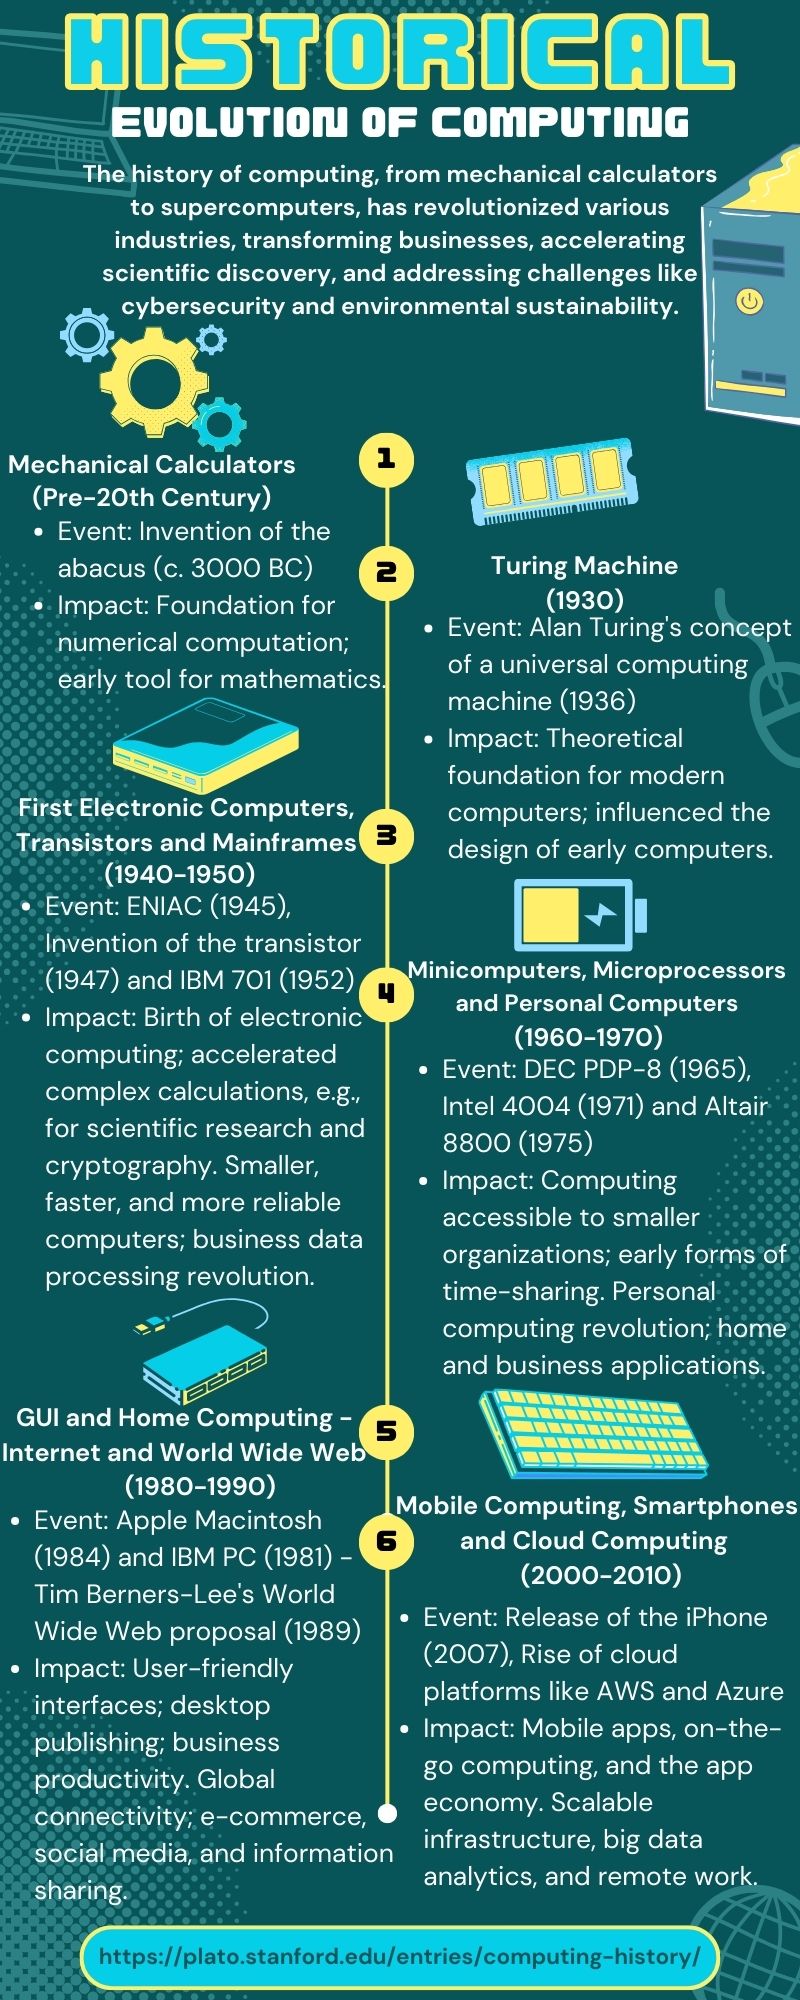 HISTORICAL
EVOLUTION OF COMPUTING
The history of computing, from mechanical calculators
to supercomputers, has revolutionized various
industries, transforming businesses, accelerating
scientific discovery, and addressing challenges like
cybersecurity and environmental sustainability.
1
Mechanical Calculators
(Pre-20th Century)
• Event: Invention of the
abacus (c. 3000 BC)
• Impact: Foundation for
numerical computation;
early tool for mathematics.
2
Turing Machine
(1930)
• Event: Alan Turing's concept
of a universal computing
machine (1936)
• Impact: Theoretical
foundation for modern
computers; influenced the
design of early computers.
3
First Electronic Computers,
Transistors and Mainframes
(1940-1950)
• Event: ENIAC (1945),
Invention of the transistor
(1947) and IBM 701 (1952)
• Impact: Birth of electronic
computing; accelerated
complex calculations, e.g.,
for scientific research and
cryptography. Smaller,
faster, and more reliable
computers; business data
processing revolution.
4
Minicomputers, Microprocessors
and Personal Computers
(1960-1970)
• Event: DEC PDP-8 (1965),
Intel 4004 (1971) and Altair
8800 (1975)
• Impact: Computing
accessible to smaller
organizations; early forms of
time-sharing. Personal
computing revolution; home
and business applications.
5
GUI and Home Computing -
Internet and World Wide Web
(1980-1990)
• Event: Apple Macintosh
(1984) and IBM PC (1981) -
Tim Berners-Lee's World
Wide Web proposal (1989)
• Impact: User-friendly
interfaces; desktop
publishing; business
productivity. Global
connectivity; e-commerce,
social media, and information
sharing.
6
Mobile Computing, Smartphones
and Cloud Computing
(2000-2010)
• Event: Release of the iPhone
(2007), Rise of cloud
platforms like AWS and Azure
• Impact: Mobile apps, on-the-
go computing, and the app
economy. Scalable
infrastructure, big data
analytics, and remote work.
https://plato.stanford.edu/entries/computing-history/